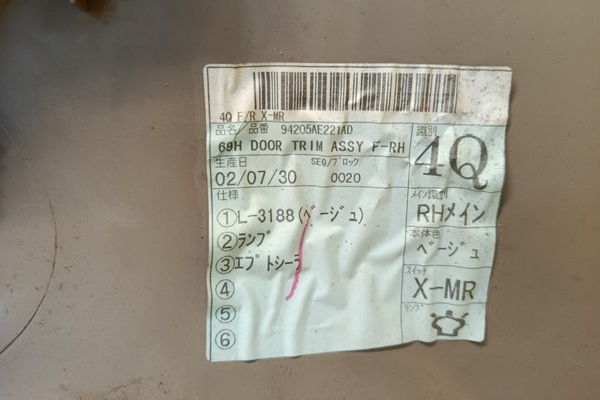 4Q F/R X-MR
品名/品番 94205AE221AD
69H DOOR TRIM ASSY F-RH
識別
4Q
生産日 SEQ/ブロック
02/07/30 0020
仕様
①L-3188(ベージュ)
②ランプ
③エプトシーラ
④
⑤
⑥
メイン識別
RHメイン
本体色
ベージュ
スイッチ
X-MR
ランプ